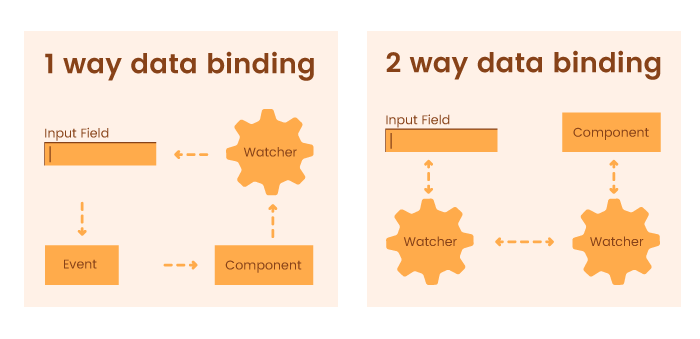 1 way data binding
Input Field
Watcher
Event
Component
2 way data binding
Input Field
Component
Watcher
Watcher